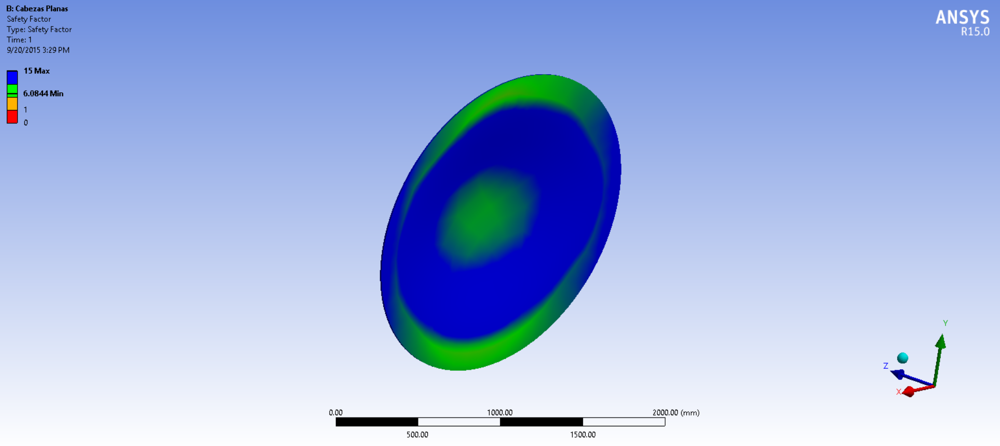 B: Cabezas Planas
Safety Factor
Type: Safety Factor
Time: 1
9/20/2015 3:29 PM
ANSYS
R15.0
15 Max
6.0844 Min
1
0
Y
Z
X
0.00 1000.00 2000.00 (mm)
500.00 1500.00